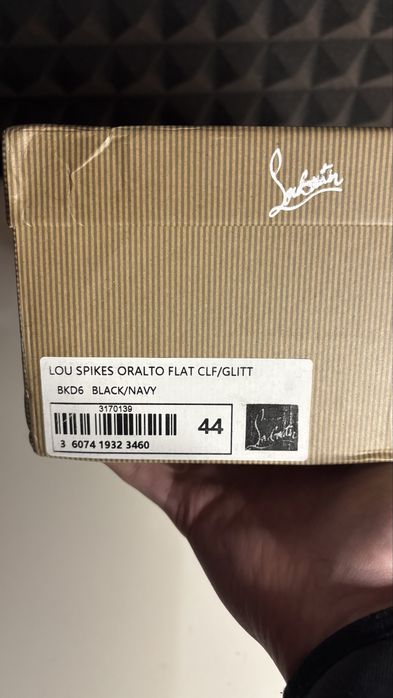 Louboutin
LOU SPIKES ORALTO FLAT CLF/GLITT
BKD6 BLACK/NAVY
3170139
44
3 6074 1932 3460
Louboutin